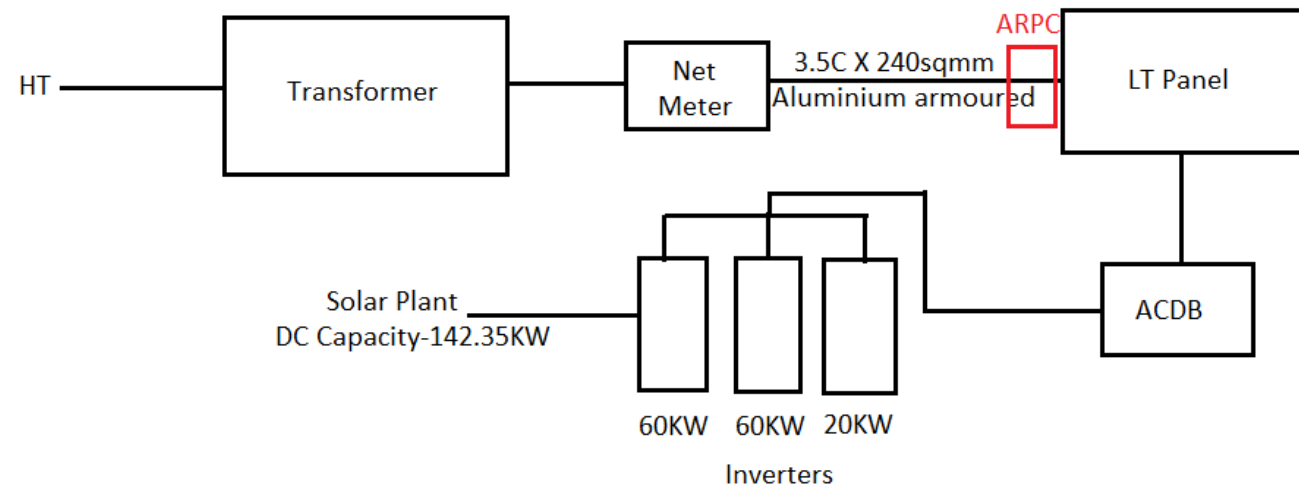 ARPC
HT
Transformer
Net
Meter
3.5C X 240sqmm
Aluminium armoured
LT Panel
Solar Plant
DC Capacity-142.35KW
ACDB
60KW
60KW
20KW
Inverters